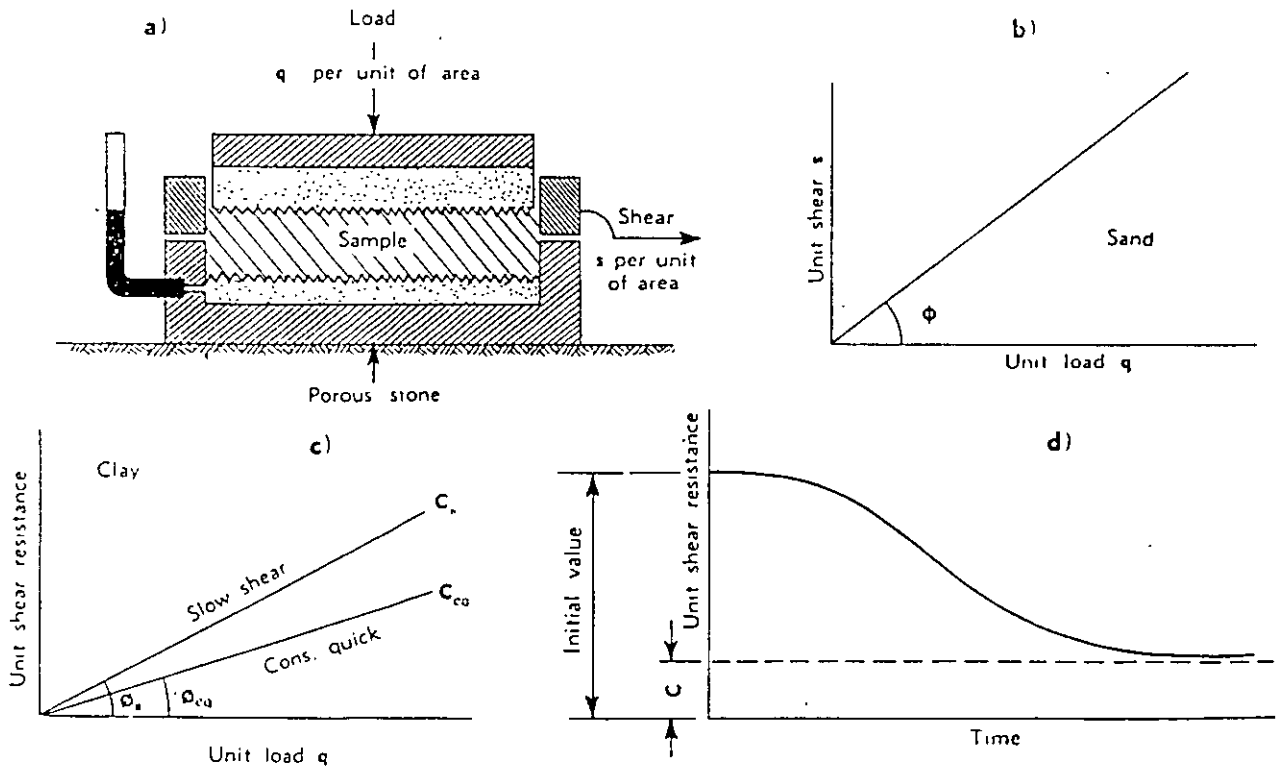 a)
Load
q per unit of area
Sample
Shear
s per unit
of area
Porous stone
b)
Unit shear s
Sand
Φ
Unit load q
c)
Clay
Unit shear resistance
Slow shear
Cons. quick
C
C
Ø
Ø
Unit load q
d)
Initial value
Unit shear resistance
C
Time